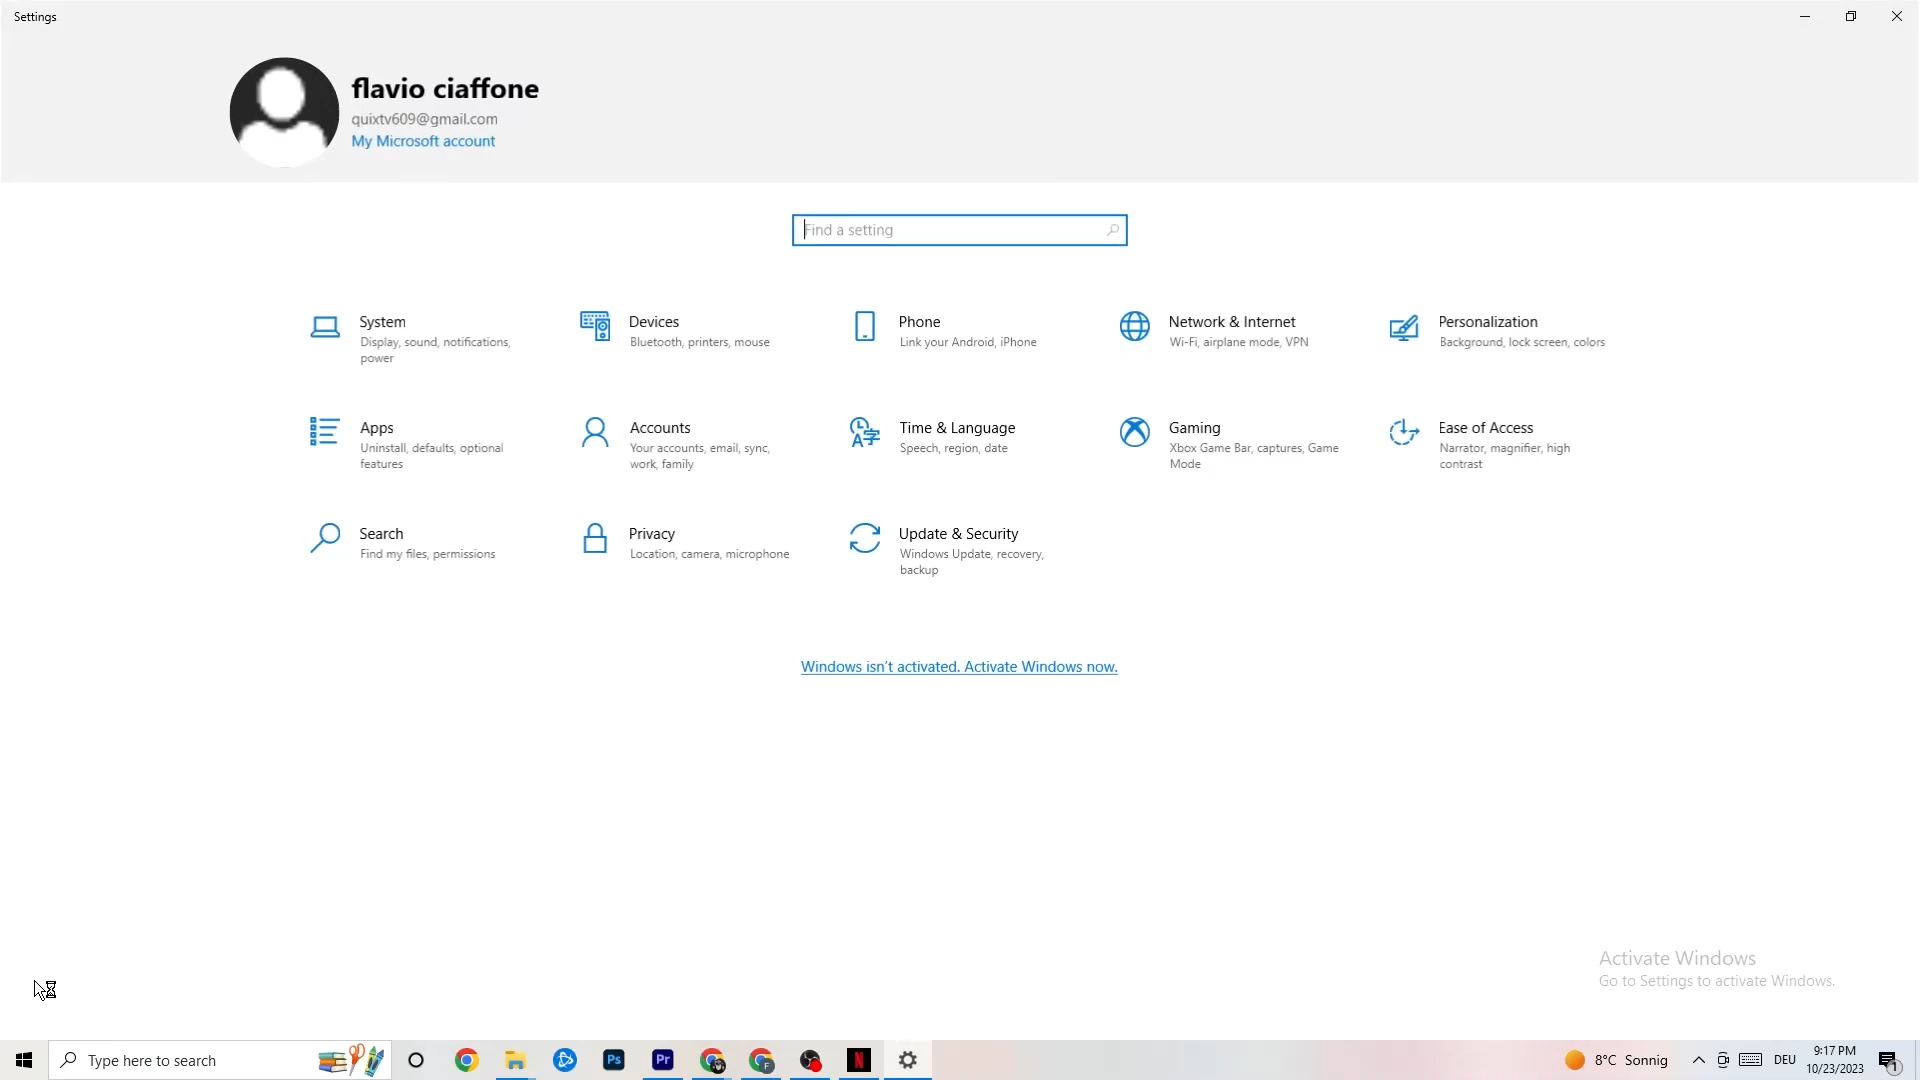 Settings
flavio ciaffone
quixtv609@gmail.com
My Microsoft account
Find a setting
System
Display, sound, notifications,
power
Devices
Bluetooth, printers, mouse
Phone
Link your Android, iPhone
Network & Internet
Wi-Fi, airplane mode, VPN
Personalization
Background, lock screen, colors
Apps
Uninstall, defaults, optional
features
Accounts
Your accounts, email, sync,
work, family
Time & Language
Speech, region, date
Gaming
Xbox Game Bar, captures, Game
Mode
Ease of Access
Narrator, magnifier, high
contrast
Search
Find my files, permissions
Privacy
Location, camera, microphone
Update & Security
Windows Update, recovery,
backup
Windows isn't activated. Activate Windows now.
Activate Windows
Go to Settings to activate Windows.
Type here to search
Ps
Pr
F
N
8°C Sonnig
DEU
9:17 PM
10/23/2023
1